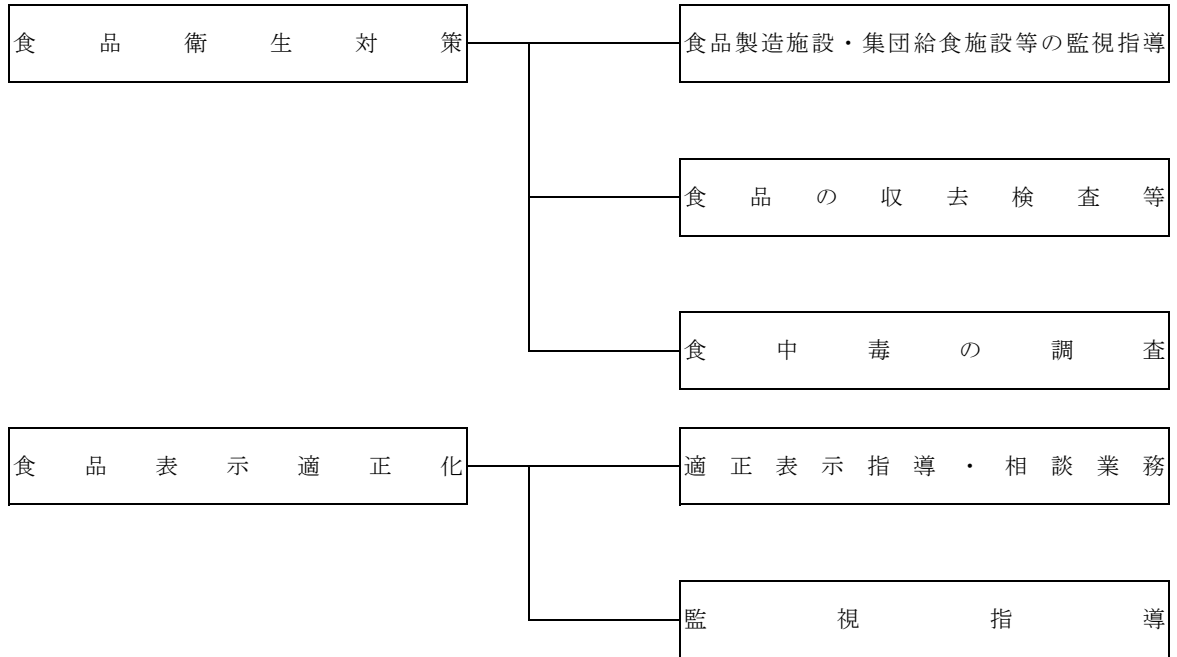 食品衛生対策
食品製造施設・集団給食施設等の監視指導
食品の収去検査等
食中毒の調査
食品表示適正化
適正表示指導・相談業務
監視指導